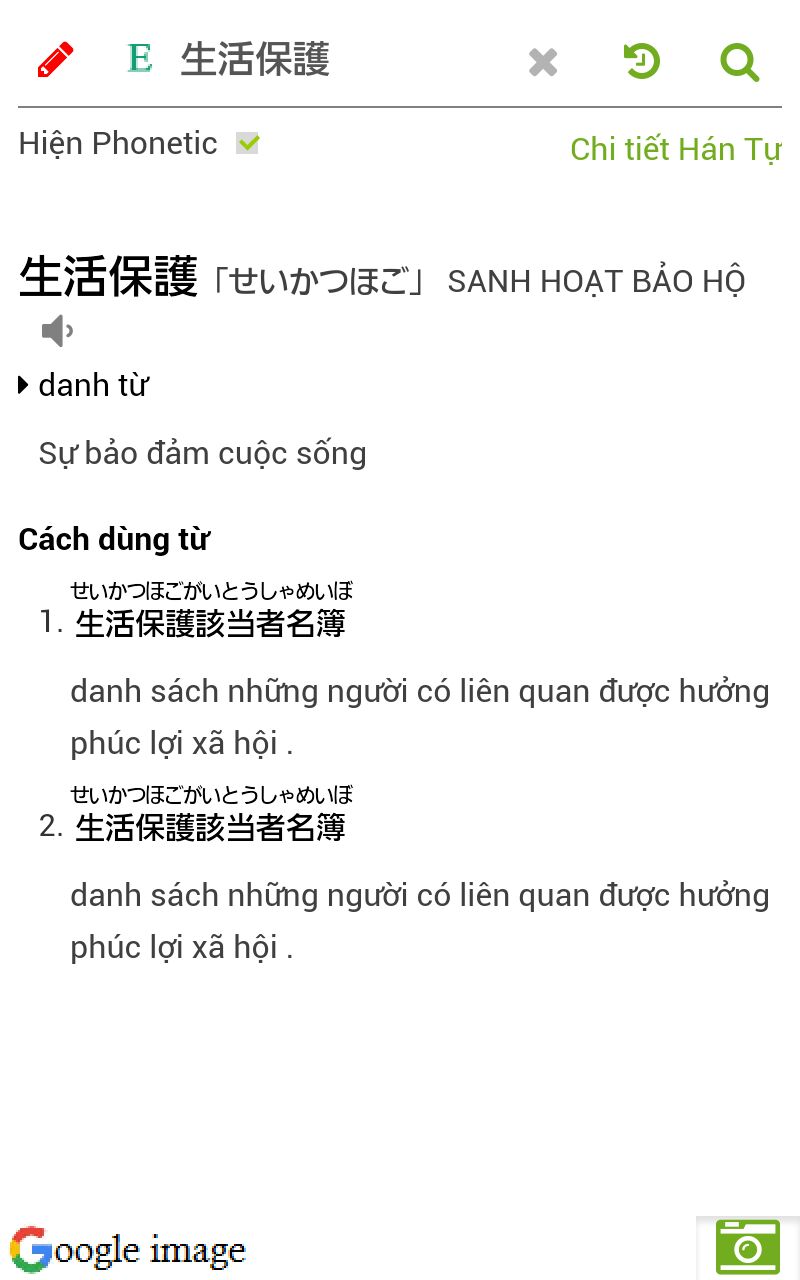 E 生活保護
Hiện Phonetic
Chi tiết Hán Tự
生活保護「せいかつほご」 SANH HOẠT BẢO HỘ
danh từ
Sự bảo đảm cuộc sống
Cách dùng từ
せいかつほごがいとうしゃめいぼ
1. 生活保護該当者名簿
danh sách những người có liên quan được hưởng
phúc lợi xã hội .
せいかつほごがいとうしゃめいぼ
2. 生活保護該当者名簿
danh sách những người có liên quan được hưởng
phúc lợi xã hội .
Google image